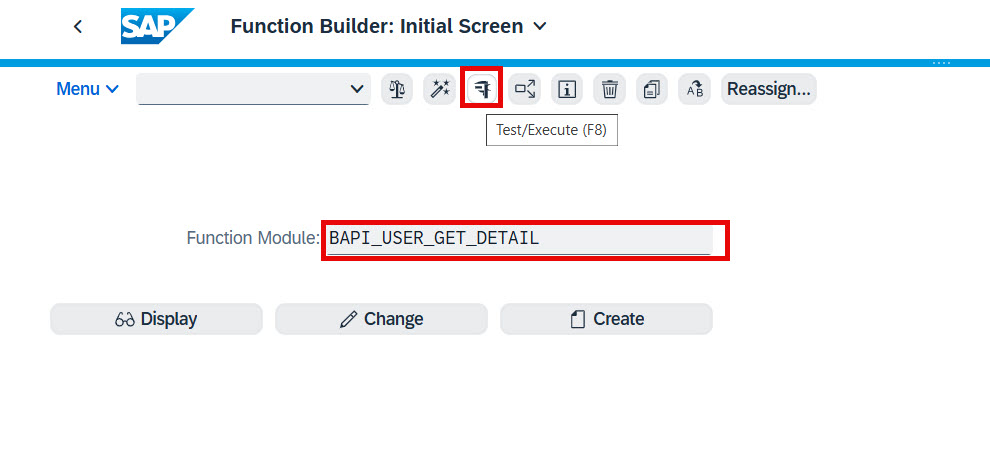 SAP Function Builder: Initial Screen
Menu Reassign...
Test/Execute (F8)
Function Module: BAPI_USER_GET_DETAIL
Display Change Create